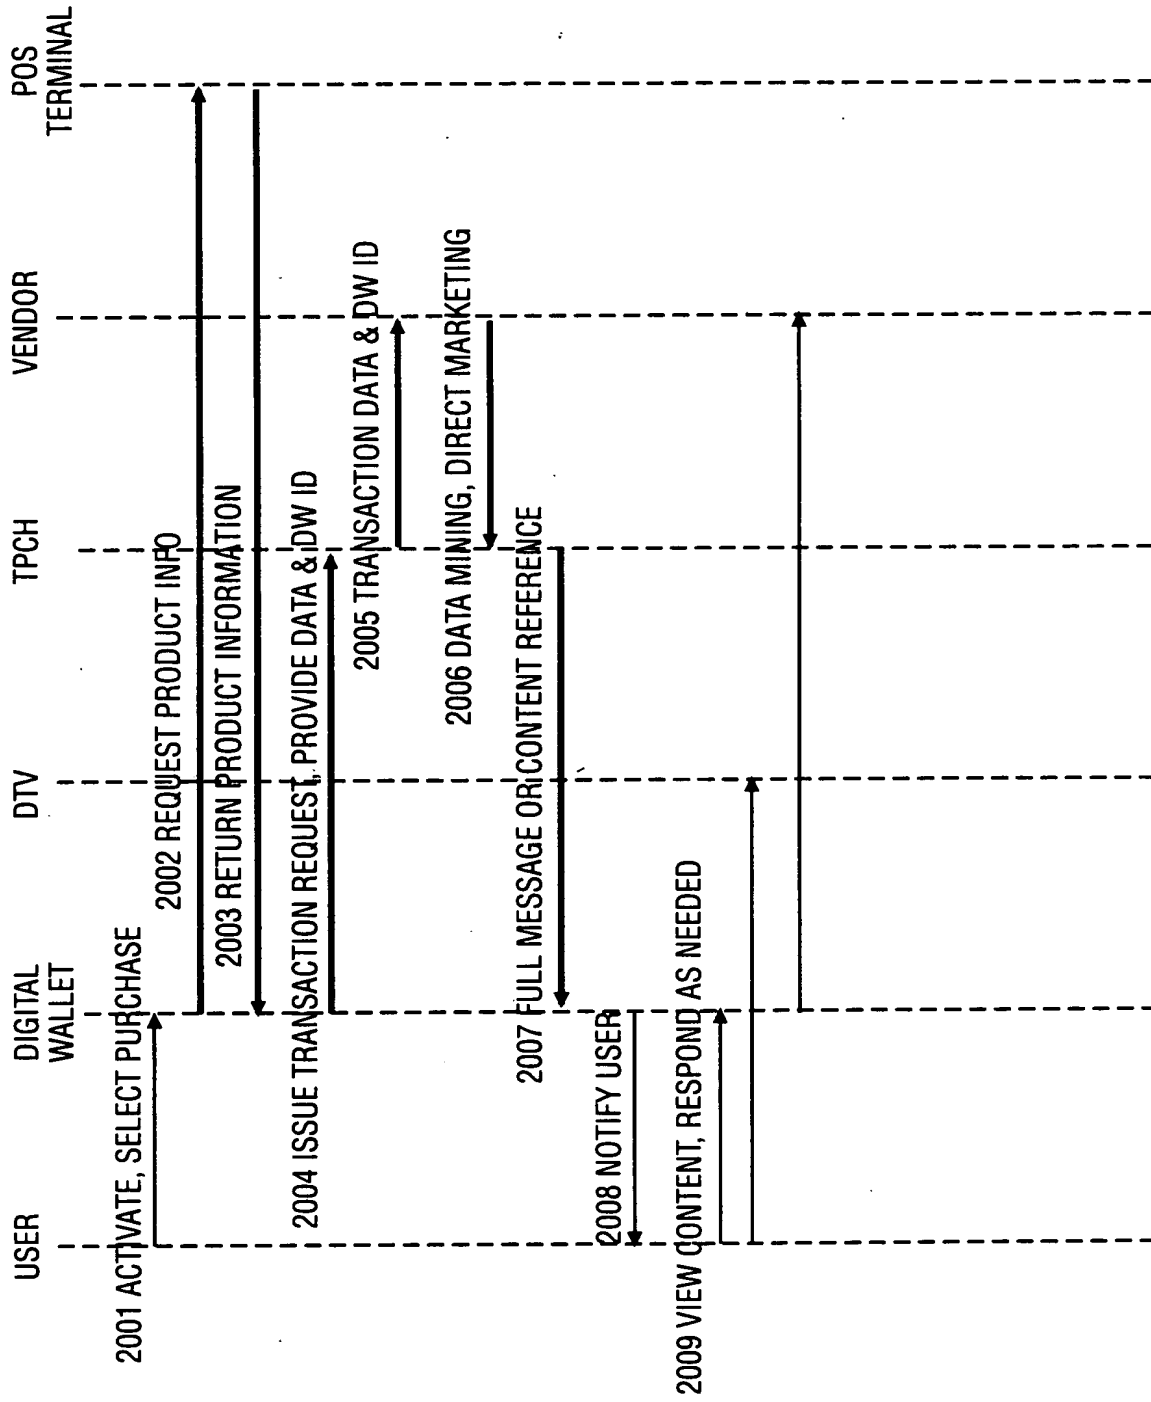 USER
DIGITAL
WALLET
DTV
TPCH
VENDOR
POS
TERMINAL
2001 ACTIVATE, SELECT PURCHASE
2002 REQUEST PRODUCT INFO
2003 RETURN PRODUCT INFORMATION
2004 ISSUE TRANSACTION REQUEST, PROVIDE DATA & DW ID
2005 TRANSACTION DATA & DW ID
2006 DATA MINING, DIRECT MARKETING
2007 FULL MESSAGE OR CONTENT REFERENCE
2008 NOTIFY USER
2009 VIEW CONTENT, RESPOND AS NEEDED